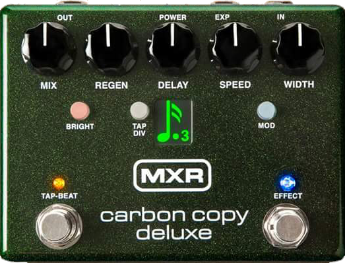 OUT POWER EXP IN
MIX REGEN DELAY SPEED WIDTH
BRIGHT TAP DIV .3 MOD
MXR
TAP-BEAT EFFECT
carbon copy
deluxe